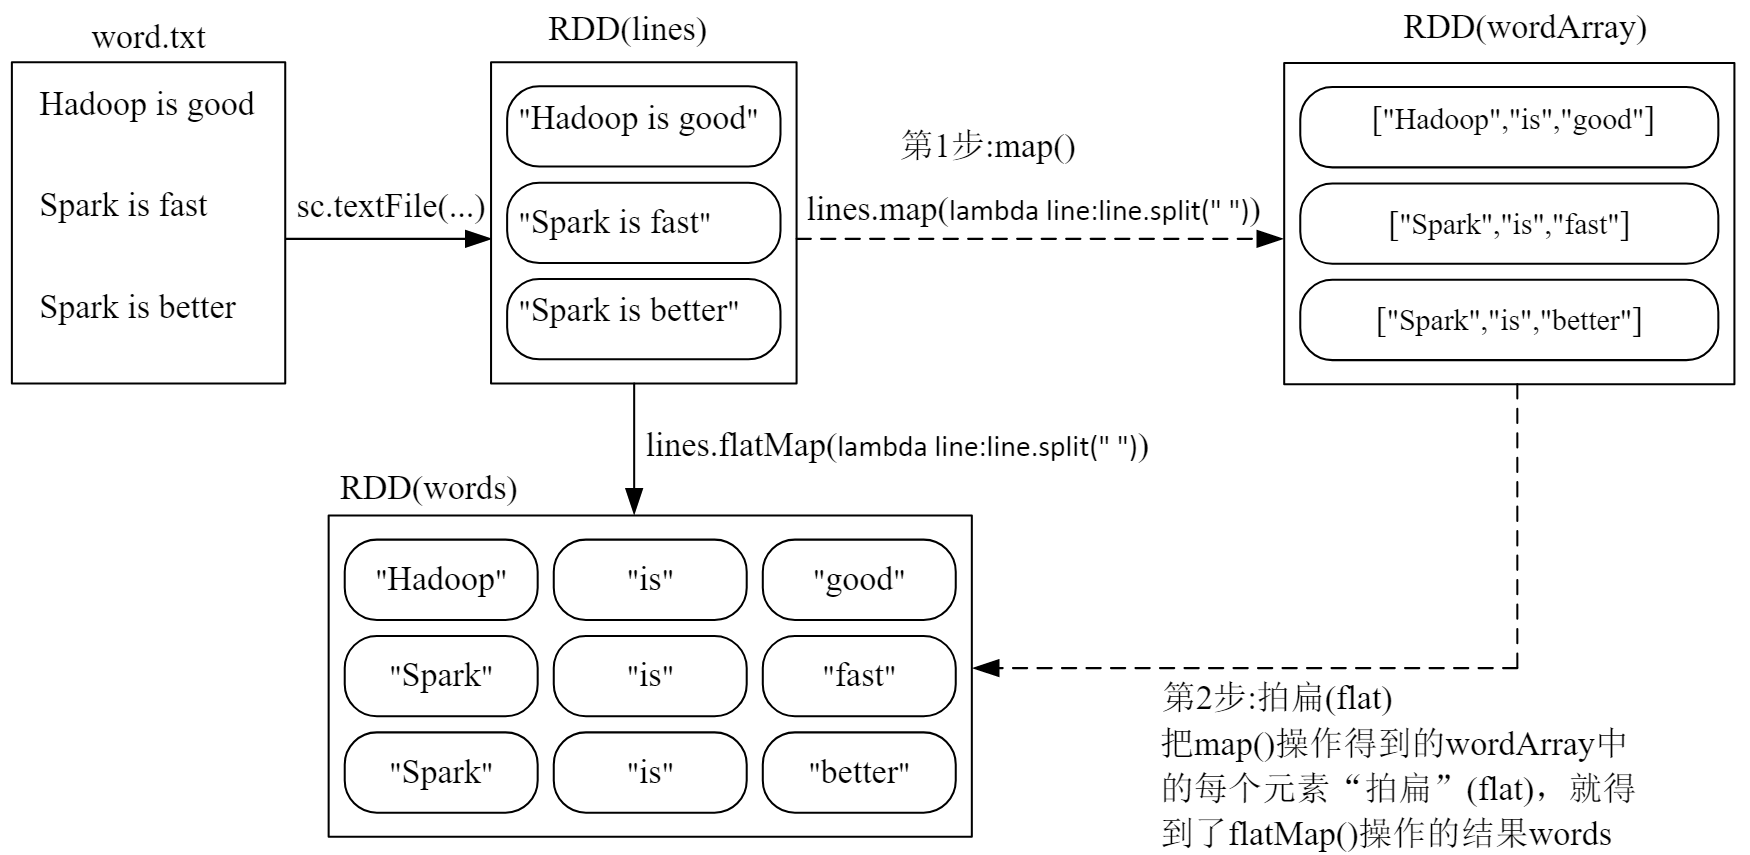 word.txt
Hadoop is good
Spark is fast
Spark is better
sc.textFile(...)
RDD(lines)
"Hadoop is good"
"Spark is fast"
"Spark is better"
第1步:map()
lines.map(lambda line:line.split(" "))
RDD(wordArray)
["Hadoop","is","good"]
["Spark","is","fast"]
["Spark","is","better"]
lines.flatMap(lambda line:line.split(" "))
RDD(words)
"Hadoop" "is" "good"
"Spark" "is" "fast"
"Spark" "is" "better"
第2步:拍扁(flat)
把map()操作得到的wordArray中
的每个元素“拍扁”(flat)，就得
到了flatMap()操作的结果words